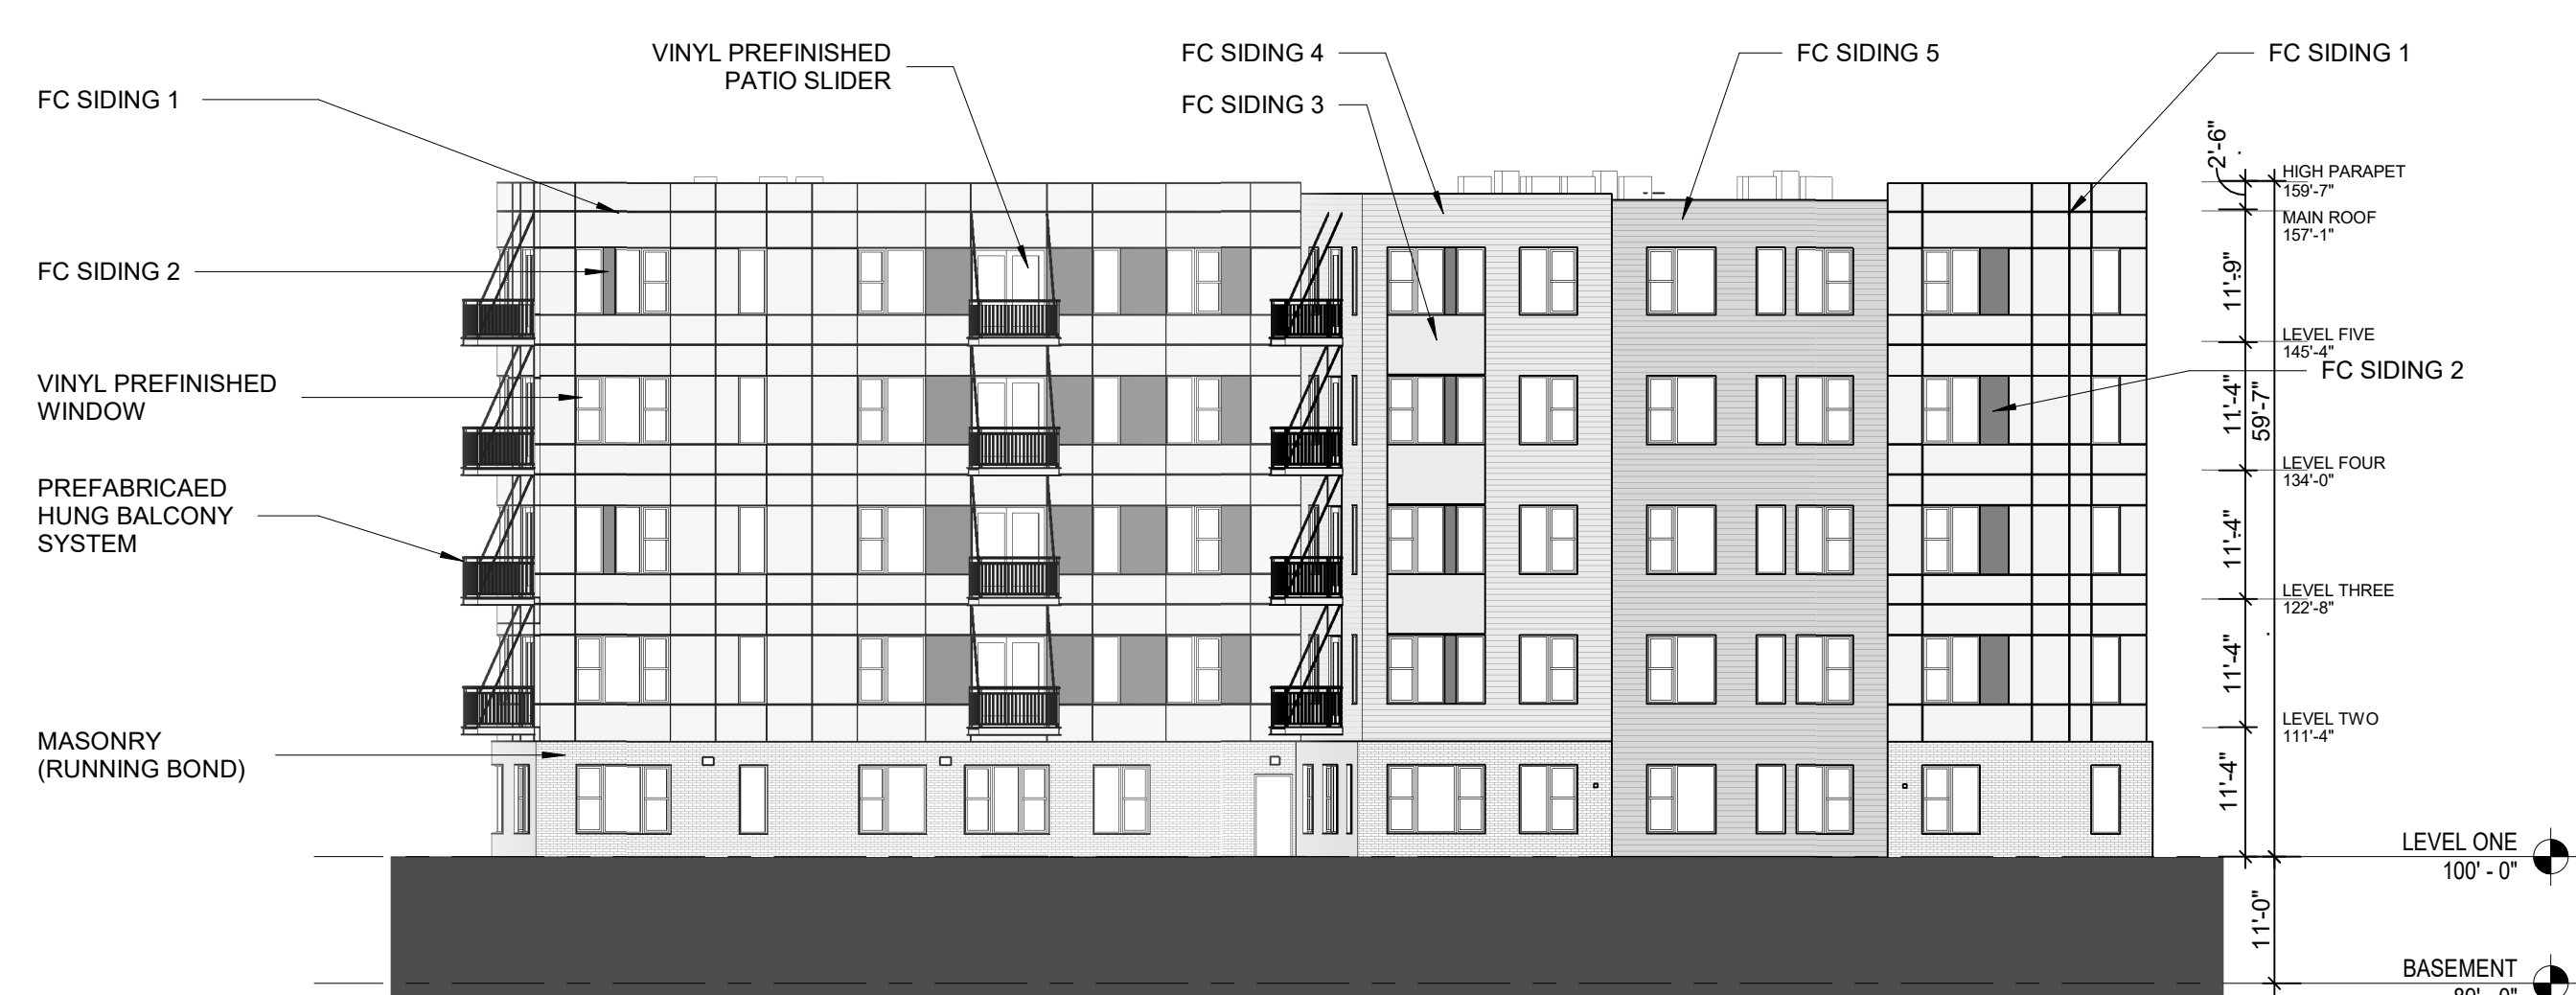 VINYL PREFINISHED
PATIO SLIDER
FC SIDING 4
FC SIDING 5
FC SIDING 1
FC SIDING 1
FC SIDING 3
2'-6"
HIGH PARAPET
159'-7"
MAIN ROOF
157'-1"
FC SIDING 2
11'-9"
LEVEL FIVE
145'-4"
FC SIDING 2
VINYL PREFINISHED
WINDOW
11'-4"
59'-7"
LEVEL FOUR
134'-0"
PREFABRICAED
HUNG BALCONY
SYSTEM
11'-4"
LEVEL THREE
122'-8"
11'-4"
LEVEL TWO
111'-4"
MASONRY
(RUNNING BOND)
11'-4"
LEVEL ONE
100' - 0"
11'-0"
BASEMENT